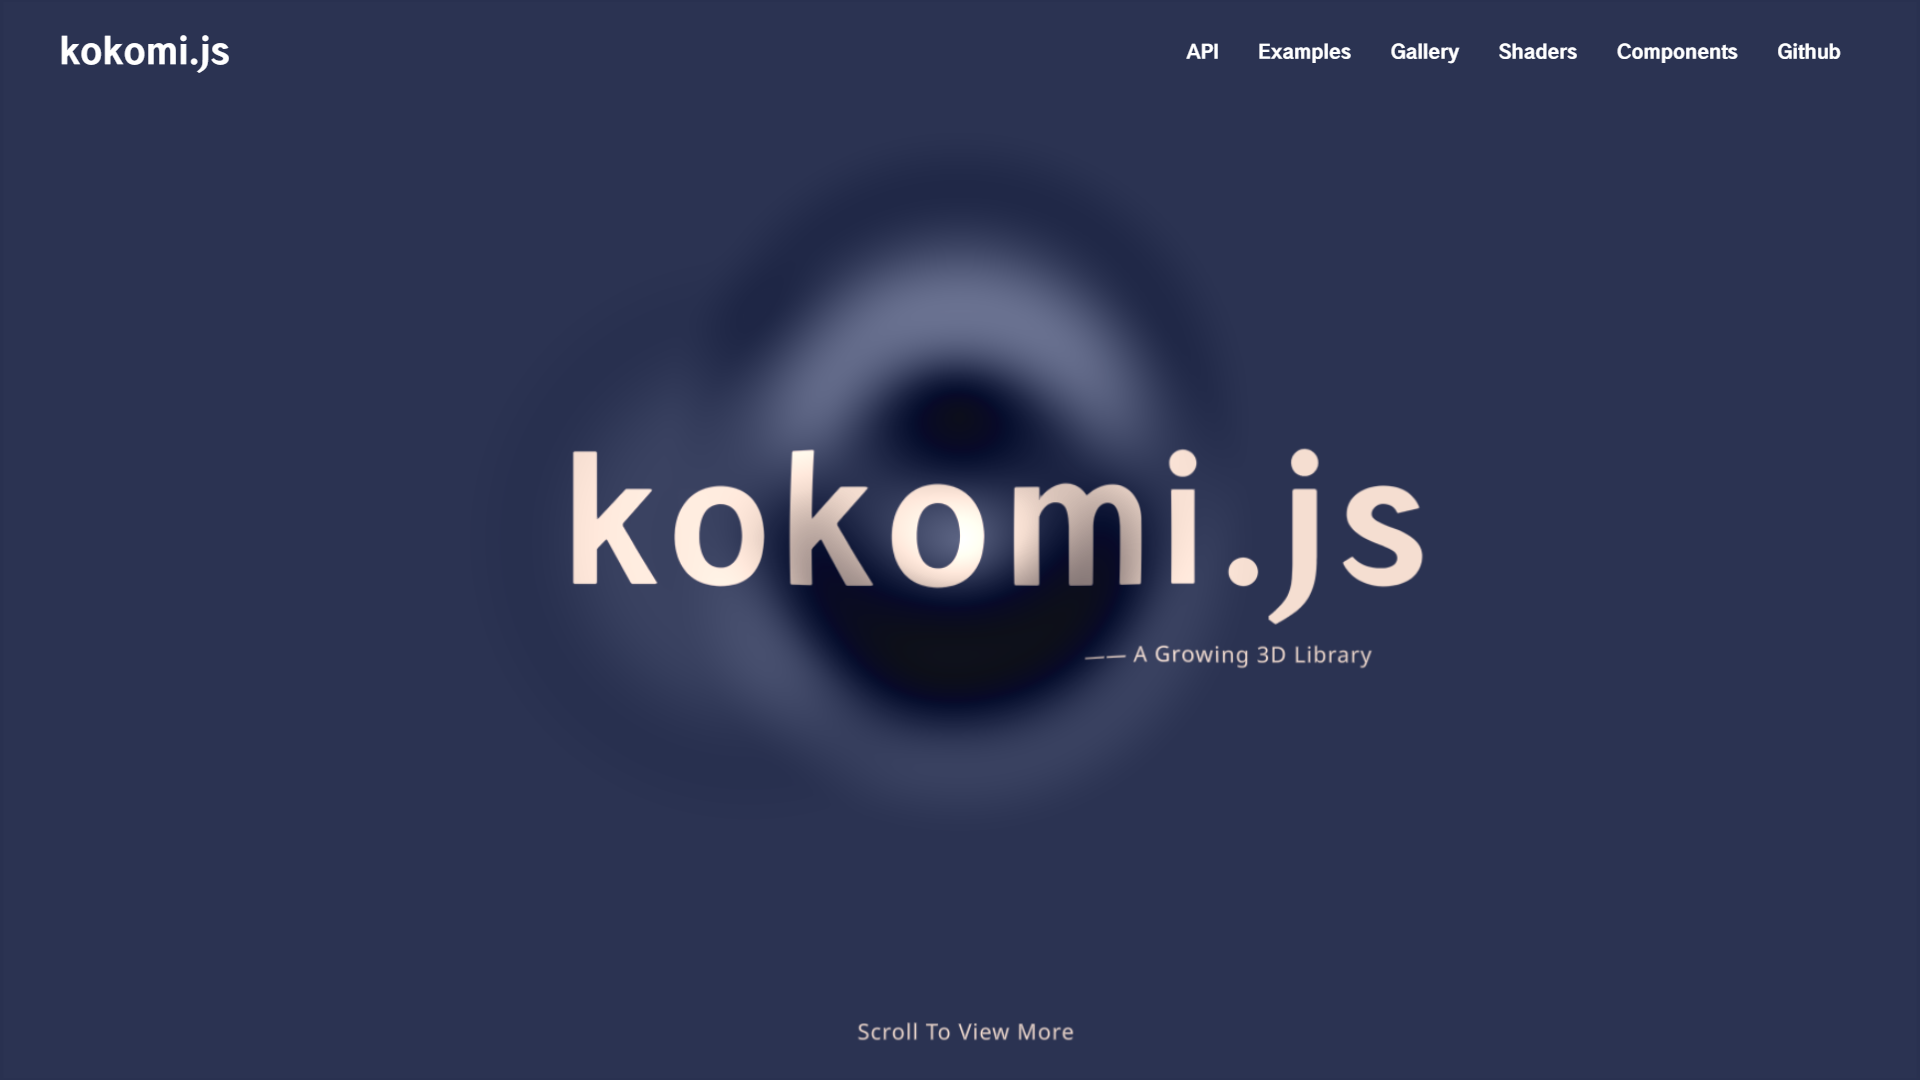 kokomi.js
API Examples Gallery Shaders Components Github
kokomi.js
—— A Growing 3D Library
Scroll To View More